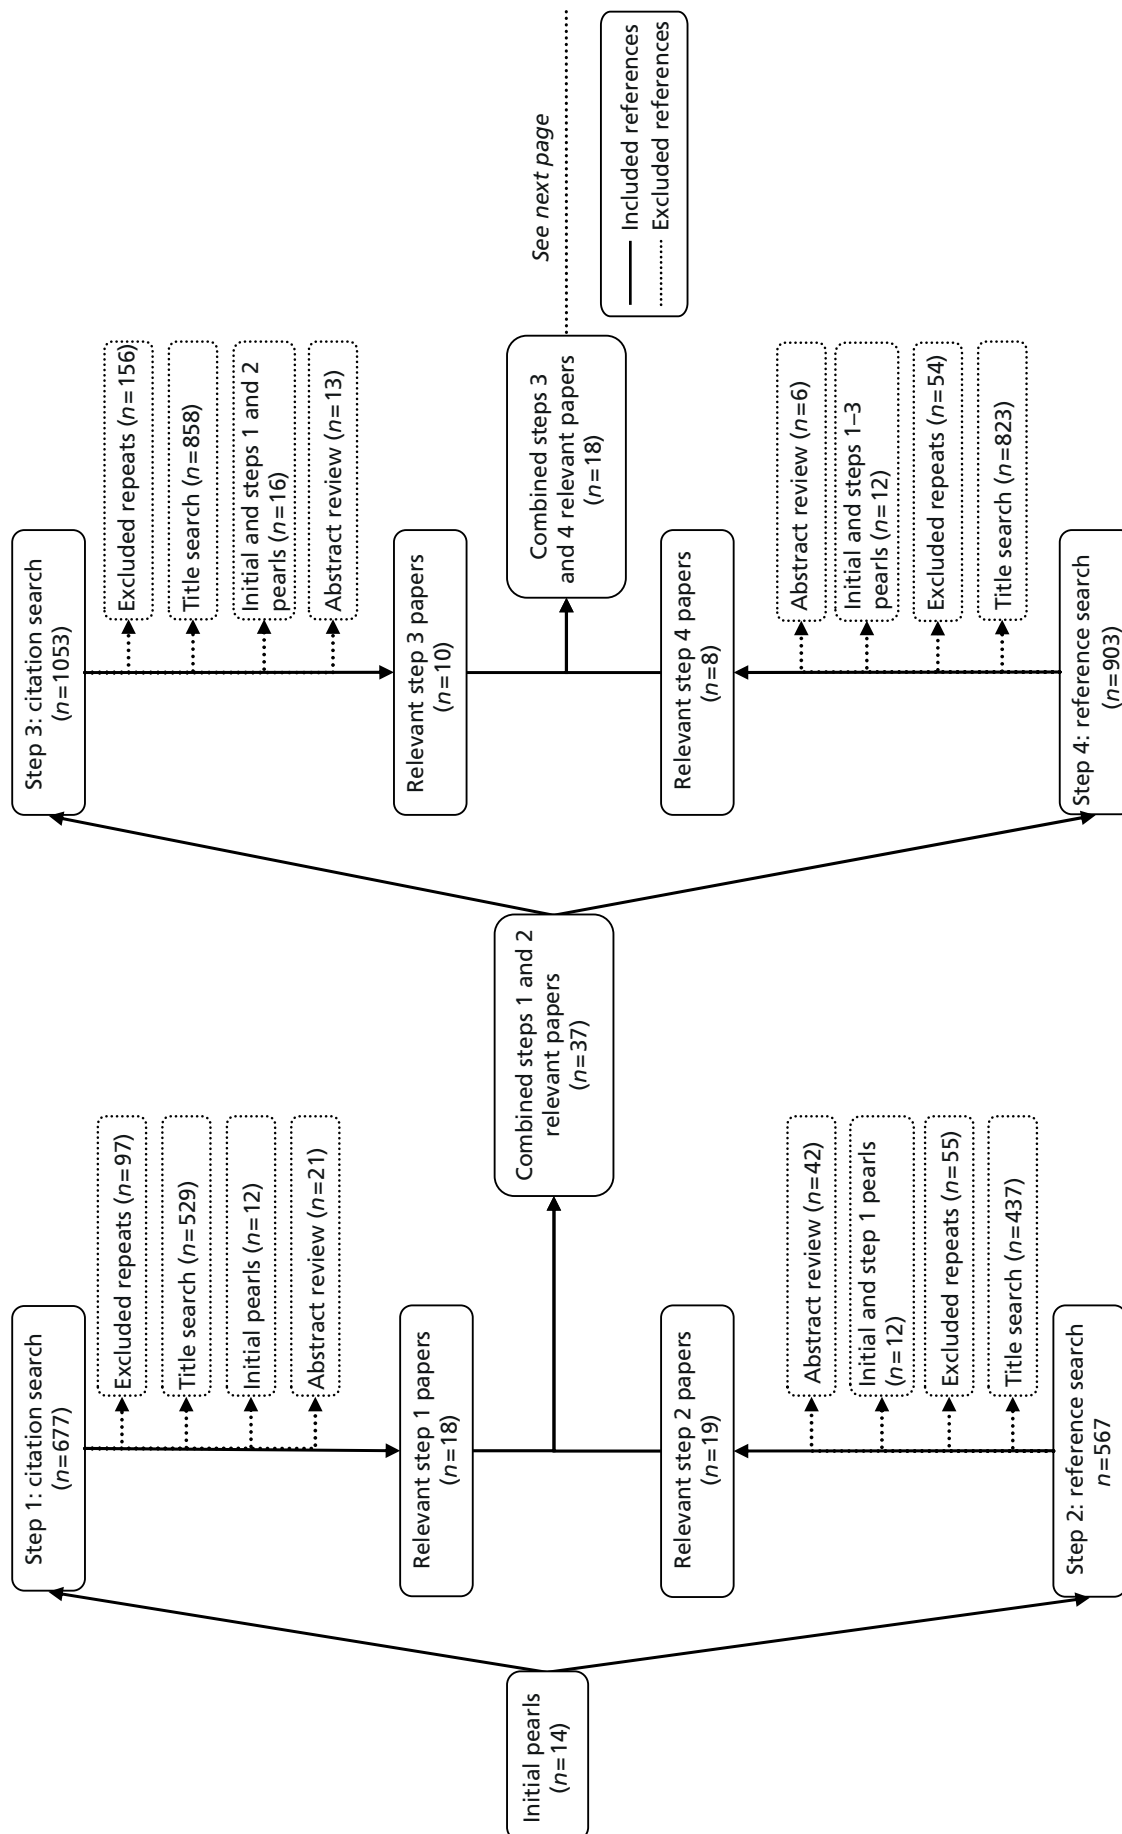 Initial pearls
(n=14)
Step 1: citation search
(n=677)
Excluded repeats (n=97)
Title search (n=529)
Initial pearls (n=12)
Abstract review (n=21)
Relevant step 1 papers
(n=18)
Relevant step 2 papers
(n=19)
Abstract review (n=42)
Initial and step 1 pearls
(n=12)
Excluded repeats (n=55)
Title search (n=437)
Step 2: reference search
n=567
Combined steps 1 and 2
relevant papers
(n=37)
Step 3: citation search
(n=1053)
Excluded repeats (n=156)
Title search (n=858)
Initial and steps 1 and 2
pearls (n=16)
Abstract review (n=13)
Relevant step 3 papers
(n=10)
Relevant step 4 papers
(n=8)
Abstract review (n=6)
Initial and steps 1–3
pearls (n=12)
Excluded repeats (n=54)
Title search (n=823)
Step 4: reference search
(n=903)
Combined steps 3
and 4 relevant papers
(n=18)
See next page
Included references
Excluded references